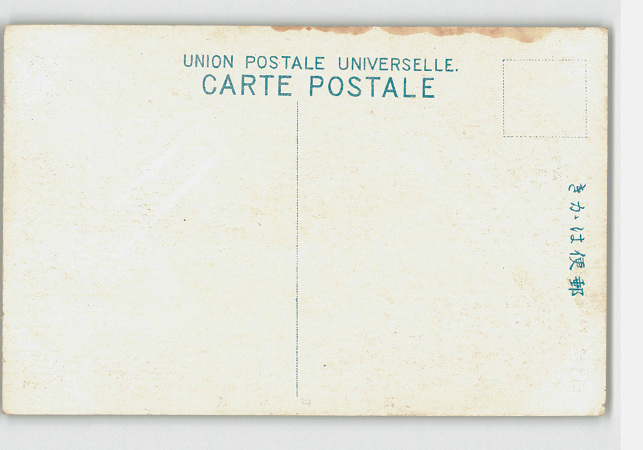 UNION POSTALE UNIVERSELLE.
CARTE POSTALE
郵便はかき